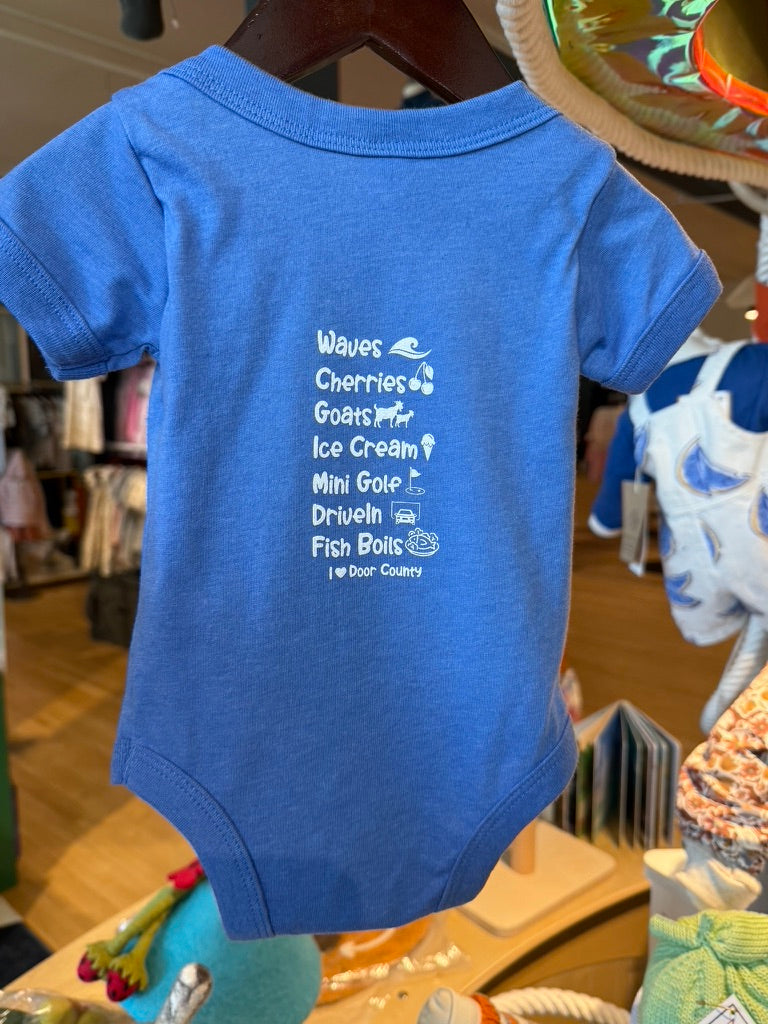 Waves
Cherries
Goats
Ice Cream
Mini Golf
DriveIn
Fish Boils
I ♥ Door County